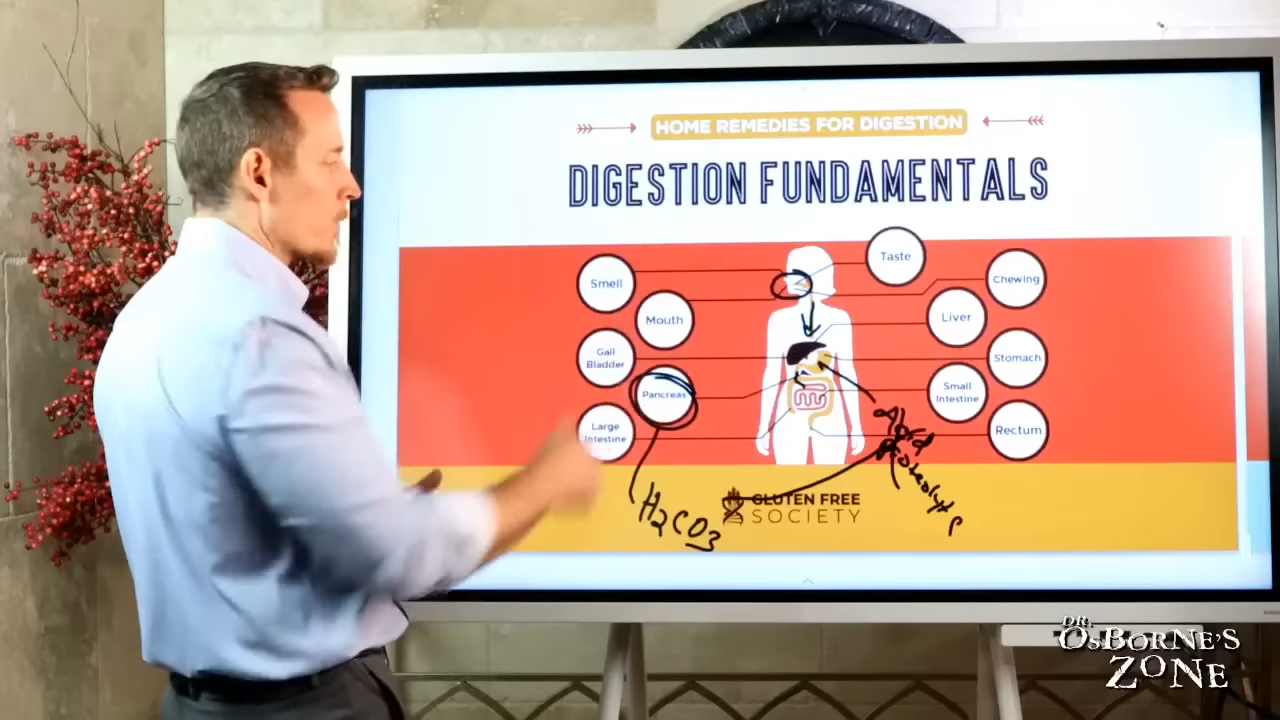 HOME REMEDIES FOR DIGESTION
DIGESTION FUNDAMENTALS
Smell
Taste
Chewing
Mouth
Liver
Gall
Bladder
Stomach
Pancreas
Small
Intestine
Large
Intestine
Rectum
Acid
Proteolytic
H2CO3
GLUTEN FREE
SOCIETY
DR.
OSBORNE'S
ZONE